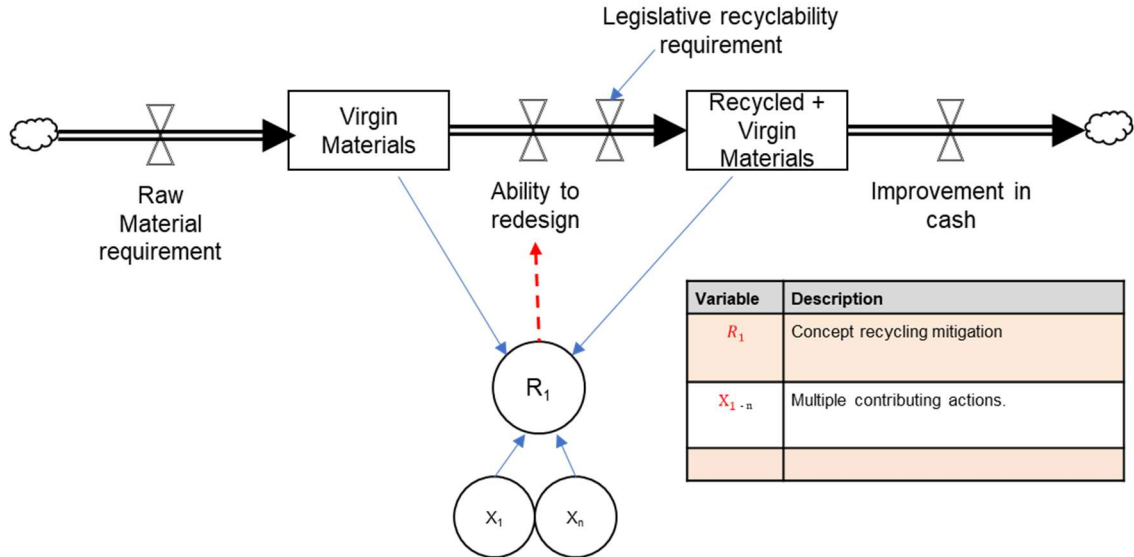 Legislative recyclability
requirement
Virgin
Materials
Recycled +
Virgin
Materials
Raw
Material
requirement
Ability to
redesign
Improvement in
cash
R₁
X₁
Xₙ
Variable Description
R₁ Concept recycling mitigation
X₁ - ₙ Multiple contributing actions.